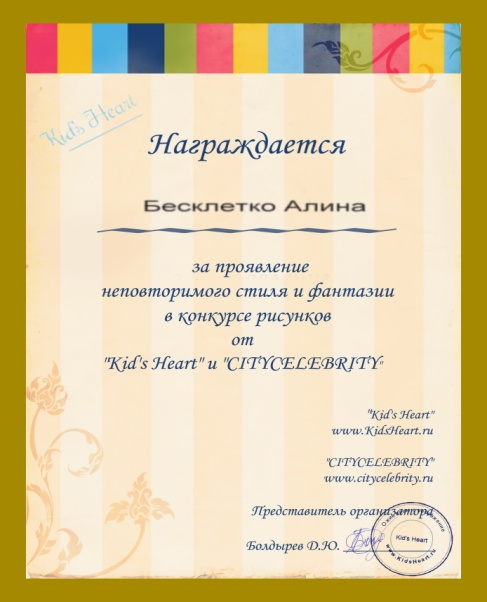 Kid's Heart
Награждается
Бесклетко Алина
за проявление
неповторимого стиля и фантазии
в конкурсе рисунков
от
"Kid's Heart" и "CITYCELEBRITY"
"Kid's Heart"
www.KidsHeart.ru
"CITYCELEBRITY"
www.citycelebrity.ru
Представитель организатора
Болдырев Д.Ю.
Kid's Heart
www.KidsHeart.ru